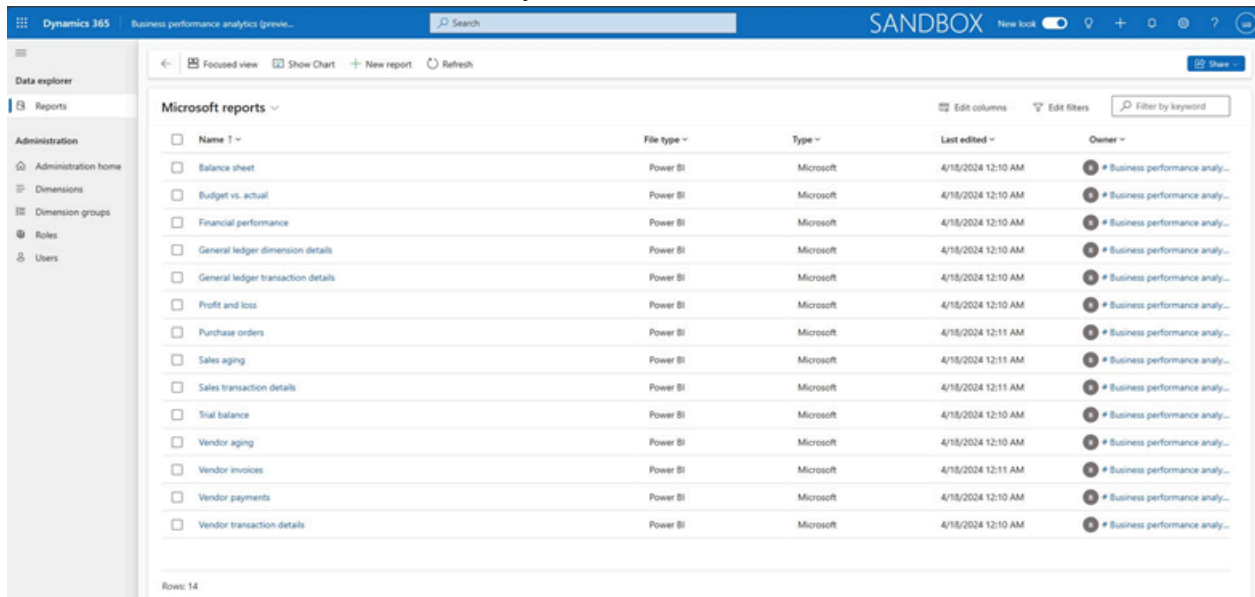 Dynamics 365 Business performance analytics (previe... Search SANDBOX New look
Focused view Show Chart New report Refresh Share
Data explorer
Reports
Administration
Administration home
Dimensions
Dimension groups
Roles
Users
Microsoft reports Edit columns Edit filters Filter by keyword
Name ↑ File type Type Last edited Owner
Balance sheet Power BI Microsoft 4/18/2024 12:10 AM # Business performance analy...
Budget vs. actual Power BI Microsoft 4/18/2024 12:10 AM # Business performance analy...
Financial performance Power BI Microsoft 4/18/2024 12:10 AM # Business performance analy...
General ledger dimension details Power BI Microsoft 4/18/2024 12:10 AM # Business performance analy...
General ledger transaction details Power BI Microsoft 4/18/2024 12:10 AM # Business performance analy...
Profit and loss Power BI Microsoft 4/18/2024 12:10 AM # Business performance analy...
Purchase orders Power BI Microsoft 4/18/2024 12:11 AM # Business performance analy...
Sales aging Power BI Microsoft 4/18/2024 12:11 AM # Business performance analy...
Sales transaction details Power BI Microsoft 4/18/2024 12:11 AM # Business performance analy...
Trial balance Power BI Microsoft 4/18/2024 12:10 AM # Business performance analy...
Vendor aging Power BI Microsoft 4/18/2024 12:10 AM # Business performance analy...
Vendor invoices Power BI Microsoft 4/18/2024 12:11 AM # Business performance analy...
Vendor payments Power BI Microsoft 4/18/2024 12:10 AM # Business performance analy...
Vendor transaction details Power BI Microsoft 4/18/2024 12:10 AM # Business performance analy...
Rows: 14